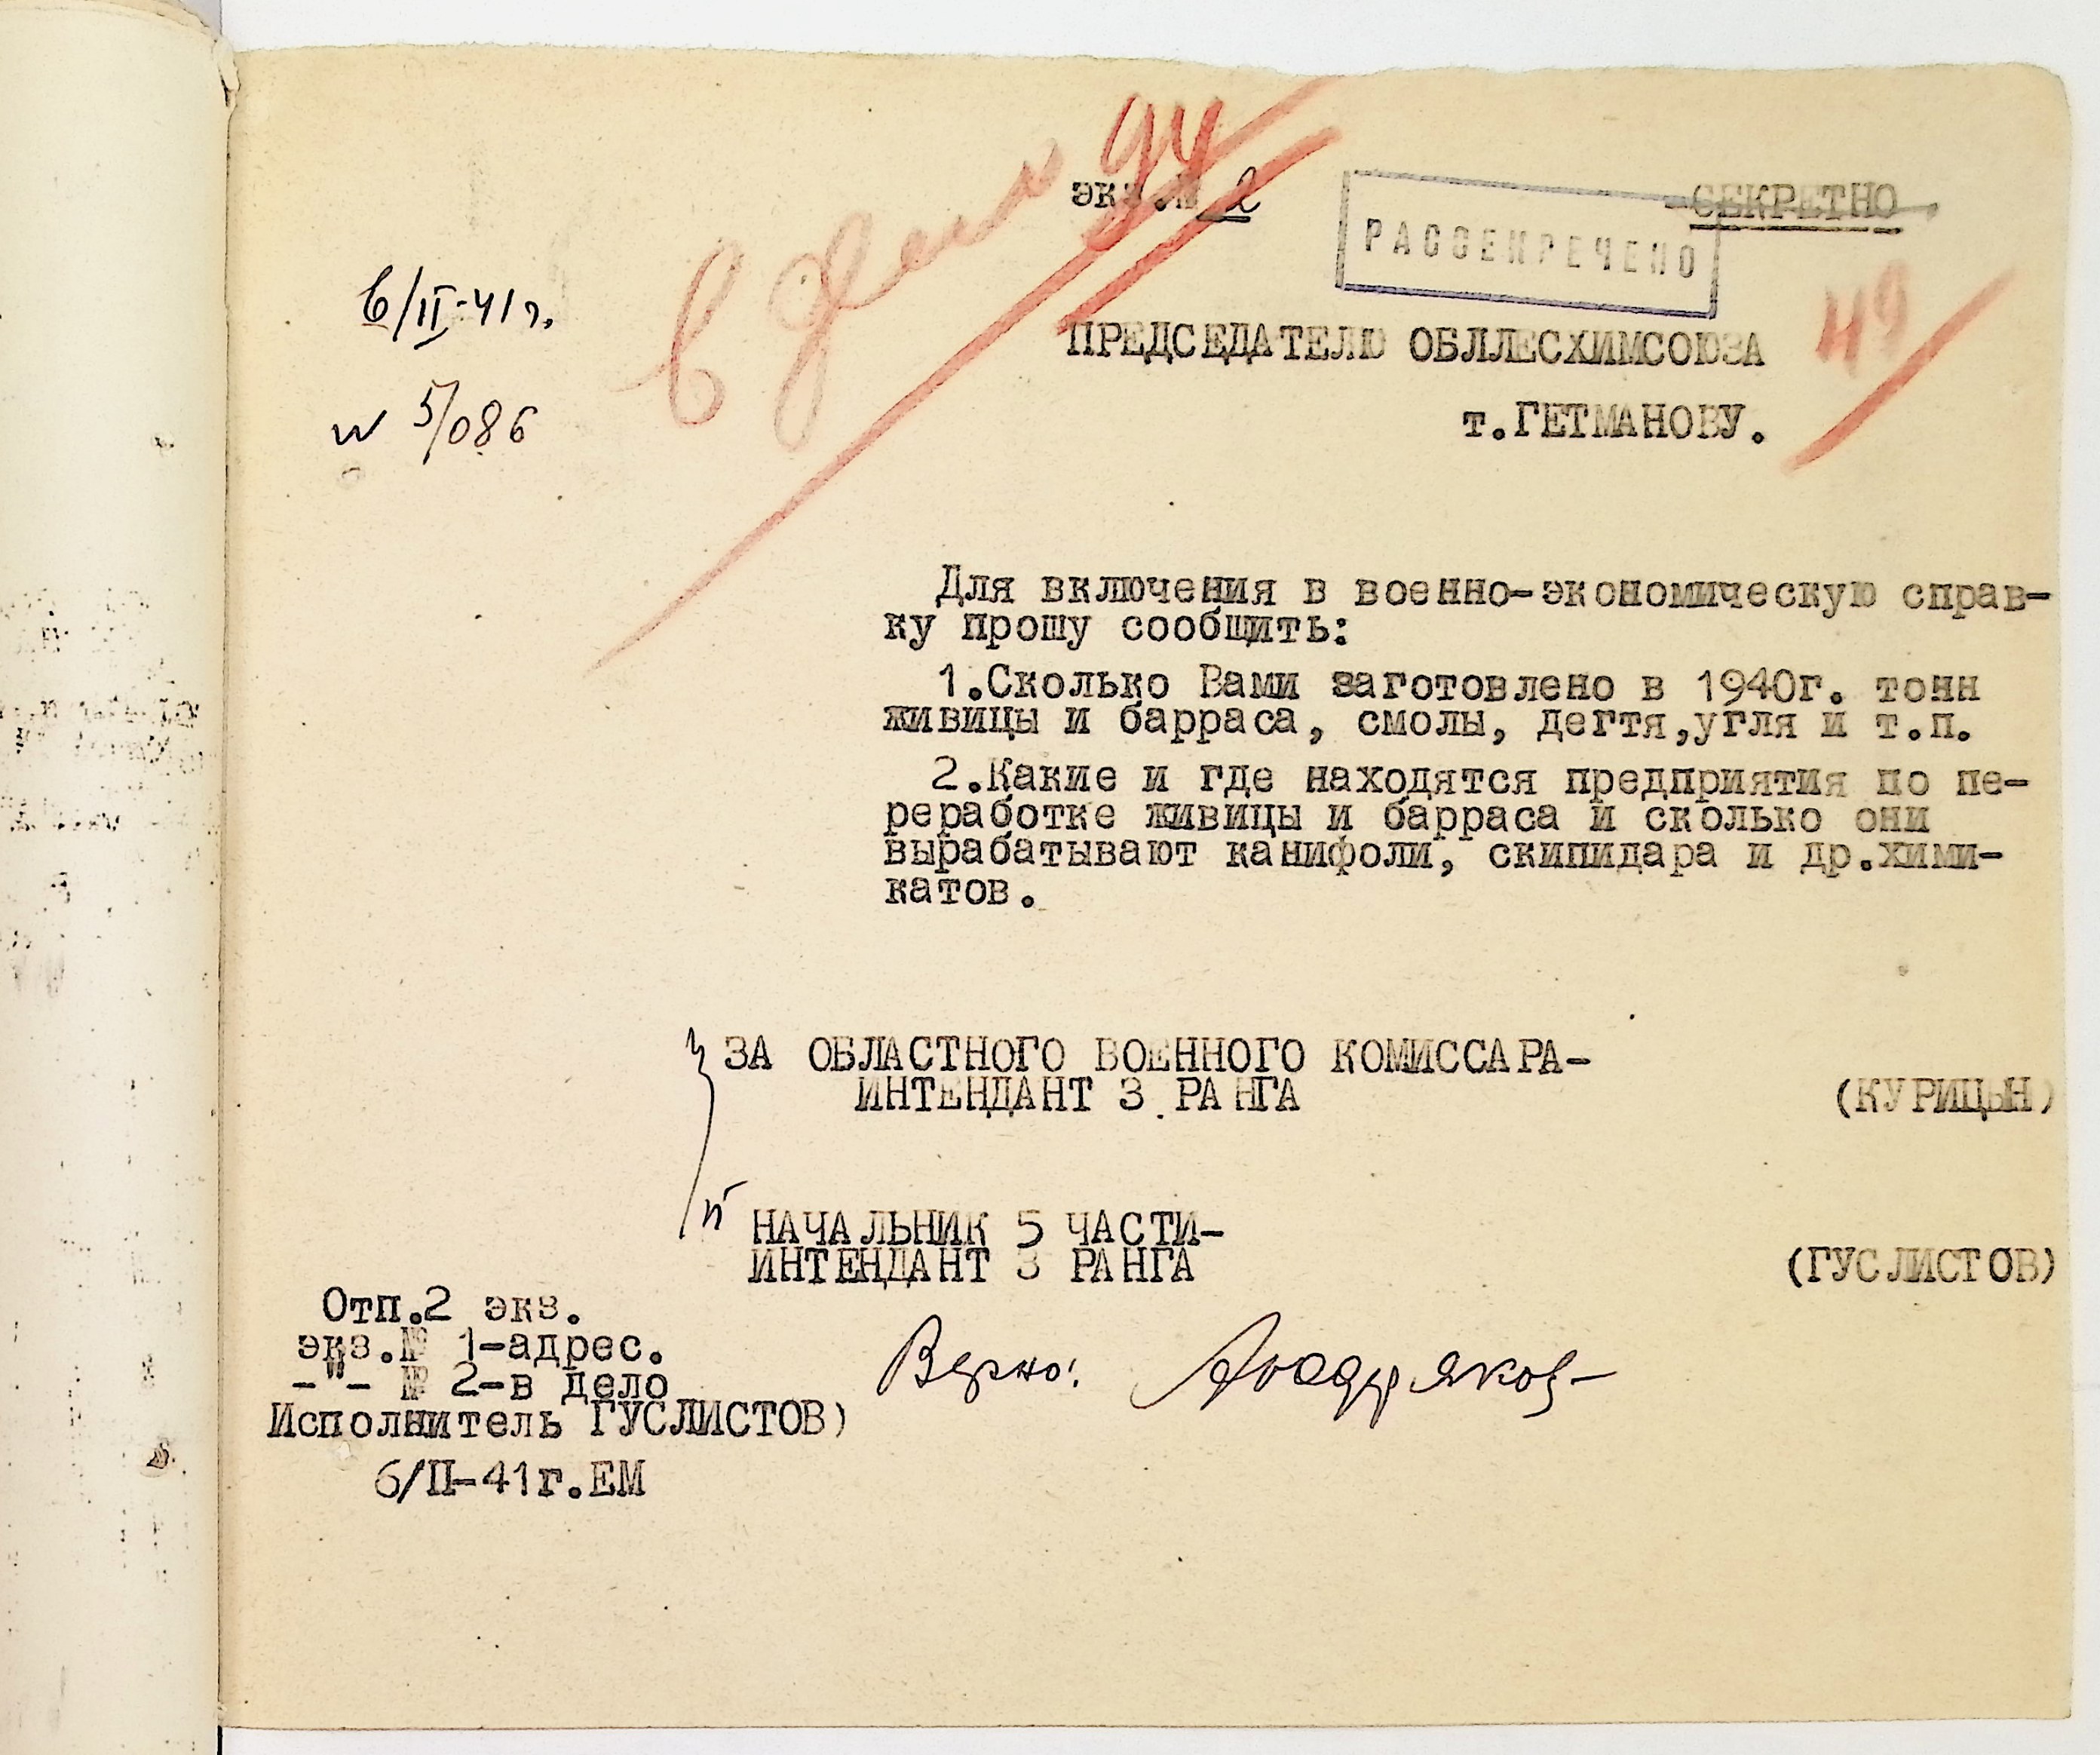 в дело 94
экз.№ 2
СЕКРЕТНО
РАССЕКРЕЧЕНО
6/II-41г.
ПРЕДСЕДАТЕЛЮ ОБЛЛЕСХИМСОЮЗА
49
№ 5/086
т.ГЕТМАНОВУ.
Для включения в военно-экономическую справ-
ку прошу сообщить:
1.Сколько Вами заготовлено в 1940г. тонн
живицы и барраса, смолы, дегтя,угля и т.п.
2.Какие и где находятся предприятия по пе-
реработке живицы и барраса и сколько они
вырабатывают канифоли, скипидара и др.хими-
катов.
ЗА ОБЛАСТНОГО ВОЕННОГО КОМИССАРА-
ИНТЕНДАНТ 3 РАНГА (КУРИЦЫН)
НАЧАЛЬНИК 5 ЧАСТИ-
ИНТЕНДАНТ 3 РАНГА (ГУСЛИСТОВ)
Отп.2 экз.
экз.№ 1-адрес.
-"- № 2-в дело
Исполнитель ГУСЛИСТОВ)
6/II-41г.ЕМ
Верно: